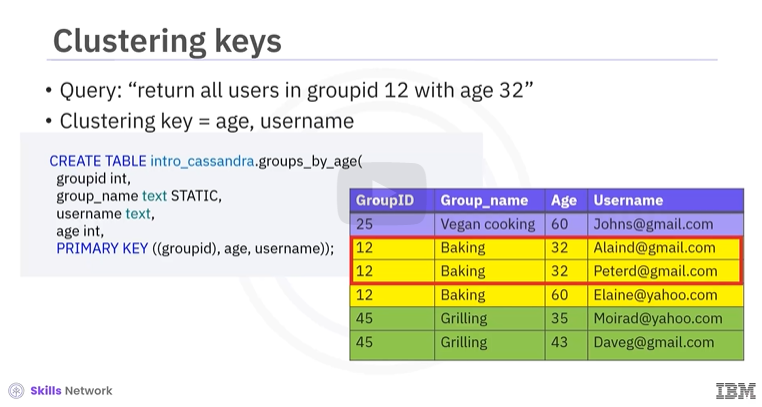 Clustering keys
• Query: “return all users in groupid 12 with age 32”
• Clustering key = age, username
CREATE TABLE intro_cassandra.groups_by_age(
groupid int,
group_name text STATIC,
username text,
age int,
PRIMARY KEY ((groupid), age, username));
GroupID Group_name Age Username
25 Vegan cooking 60 Johns@gmail.com
12 Baking 32 Alaind@gmail.com
12 Baking 32 Peterd@gmail.com
12 Baking 60 Elaine@yahoo.com
45 Grilling 35 Moirad@yahoo.com
45 Grilling 43 Daveg@gmail.com
Skills Network
IBM